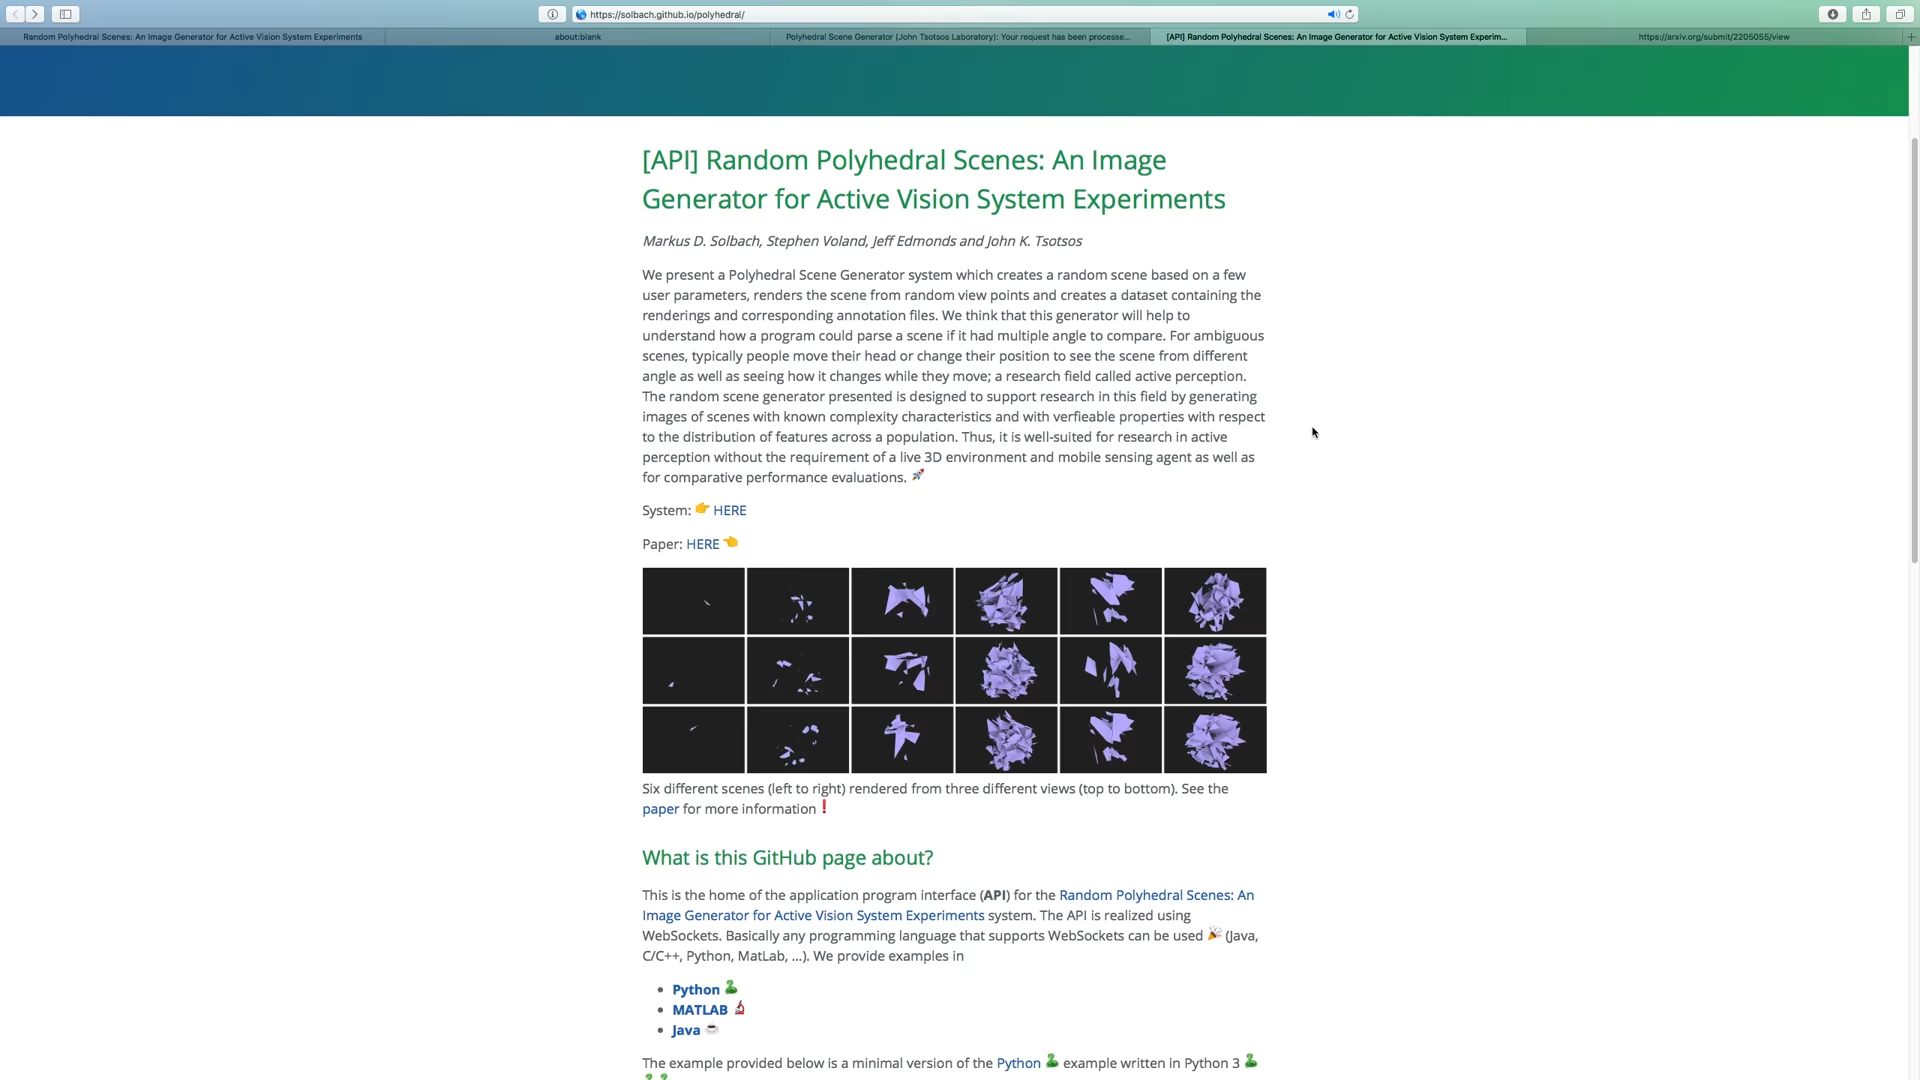 https://solbach.github.io/polyhedral/
Random Polyhedral Scenes: An Image Generator for Active Vision System Experiments
about:blank
Polyhedral Scene Generator (John Tsotsos Laboratory): Your request has been processe...
[API] Random Polyhedral Scenes: An Image Generator for Active Vision System Experim...
https://arxiv.org/submit/2205055/view
[API] Random Polyhedral Scenes: An Image
Generator for Active Vision System Experiments
Markus D. Solbach, Stephen Voland, Jeff Edmonds and John K. Tsotsos
We present a Polyhedral Scene Generator system which creates a random scene based on a few
user parameters, renders the scene from random view points and creates a dataset containing the
renderings and corresponding annotation files. We think that this generator will help to
understand how a program could parse a scene if it had multiple angle to compare. For ambiguous
scenes, typically people move their head or change their position to see the scene from different
angle as well as seeing how it changes while they move; a research field called active perception.
The random scene generator presented is designed to support research in this field by generating
images of scenes with known complexity characteristics and with verfieable properties with respect
to the distribution of features across a population. Thus, it is well-suited for research in active
perception without the requirement of a live 3D environment and mobile sensing agent as well as
for comparative performance evaluations. 🚀
System: 👉 HERE
Paper: HERE 👈
Six different scenes (left to right) rendered from three different views (top to bottom). See the
paper for more information ❗
What is this GitHub page about?
This is the home of the application program interface (API) for the Random Polyhedral Scenes: An
Image Generator for Active Vision System Experiments system. The API is realized using
WebSockets. Basically any programming language that supports WebSockets can be used 🎉 (Java,
C/C++, Python, MatLab, ...). We provide examples in
• Python 🐍
• MATLAB 🔬
• Java ☕
The example provided below is a minimal version of the Python 🐍 example written in Python 3 🐍